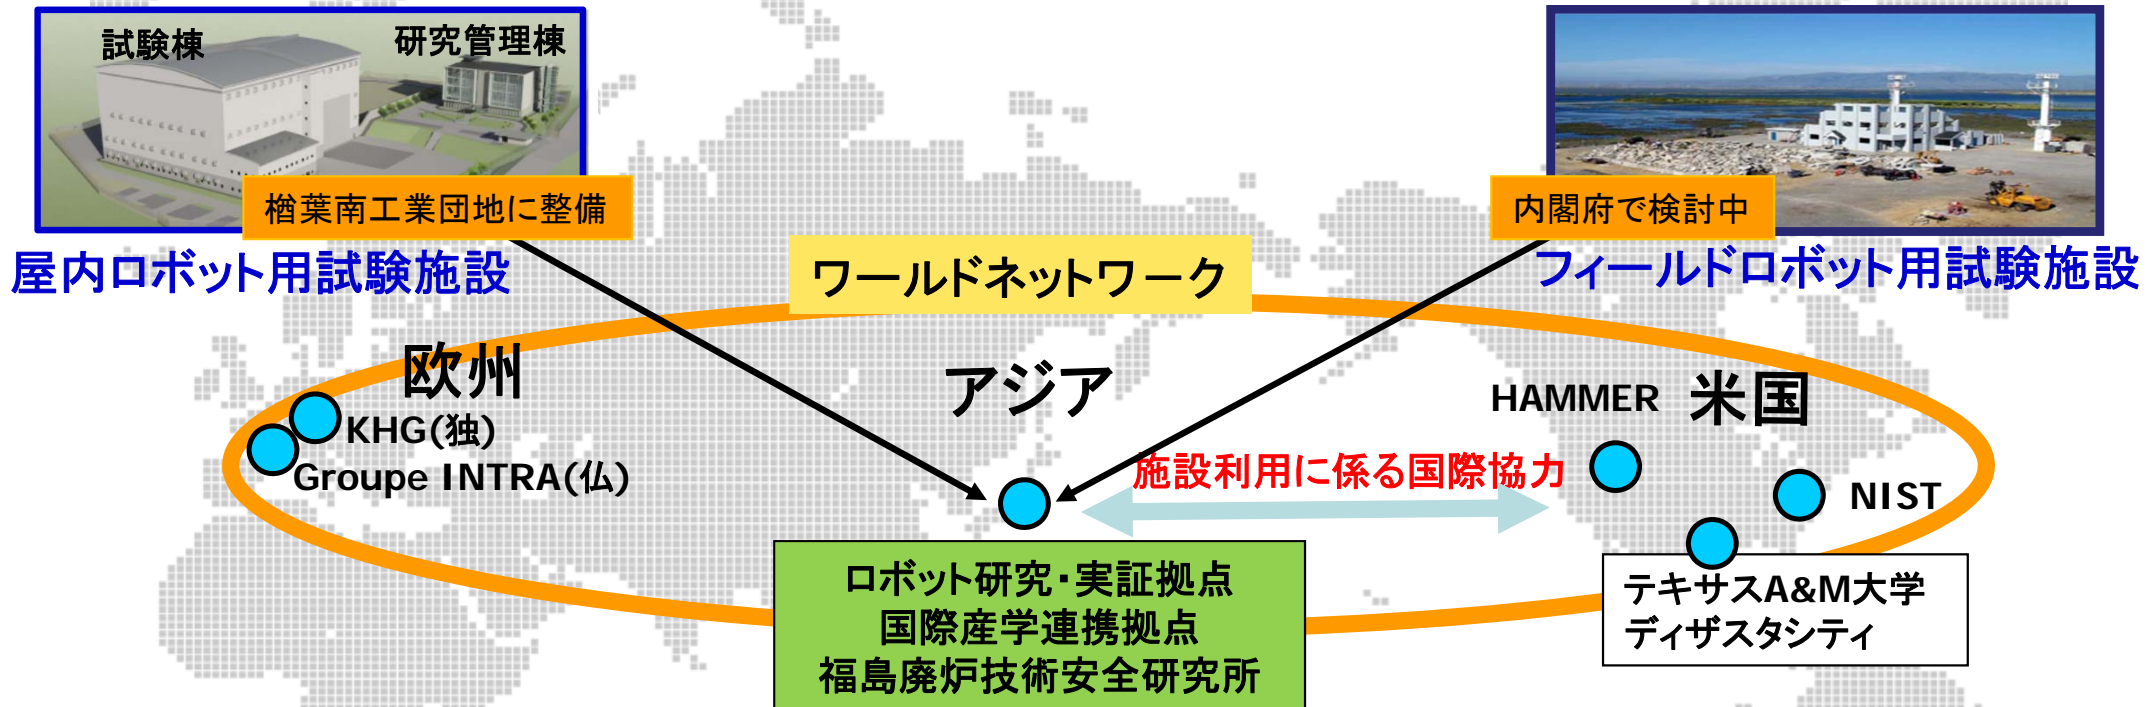 試験棟
研究管理棟
楢葉南工業団地に整備
内閣府で検討中
屋内ロボット用試験施設
フィールドロボット用試験施設
ワールドネットワーク
欧州
アジア
HAMMER
米国
KHG(独)
Groupe INTRA(仏)
施設利用に係る国際協力
NIST
ロボット研究・実証拠点
国際産学連携拠点
福島廃炉技術安全研究所
テキサスA&M大学
ディザスタシティ